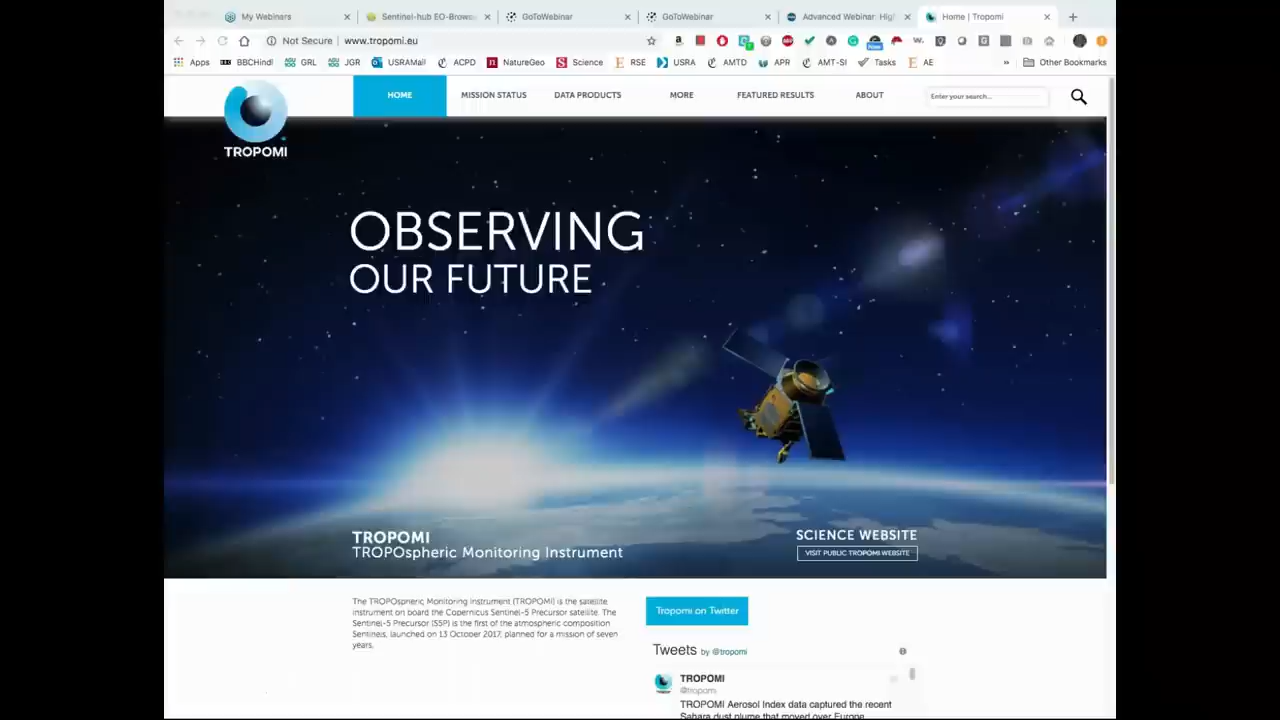 My Webinars
Sentinel-hub EO-Brows
GoToWebinar
GoToWebinar
Advanced Webinar: Hig
Home | Tropomi
Not Secure | www.tropomi.eu
Apps BBCHindi GRL JGR USRAMail ACPD NatureGeo Science RSE USRA AMTD APR AMT-SI Tasks AE » Other Bookmarks
TROPOMI
HOME MISSION STATUS DATA PRODUCTS MORE FEATURED RESULTS ABOUT Enter your search...
OBSERVING
OUR FUTURE
TROPOMI
TROPOspheric Monitoring Instrument
SCIENCE WEBSITE
VISIT PUBLIC TROPOMI WEBSITE
The TROPOspheric Monitoring Instrument (TROPOMI) is the satellite
instrument on board the Copernicus Sentinel-5 Precursor satellite. The
Sentinel-5 Precursor (S5P) is the first of the atmospheric composition
Sentinels, launched on 13 October 2017, planned for a mission of seven
years.
Tropomi on Twitter
Tweets by @tropomi
TROPOMI
@tropomi
TROPOMI Aerosol Index data captured the recent
Sahara dust plume that moved over Europe